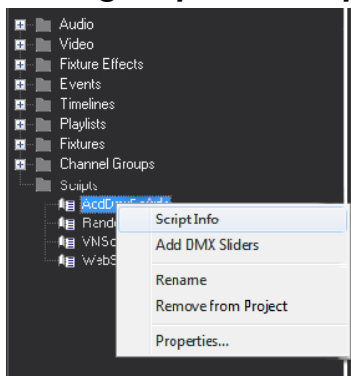 Audio
Video
Fixture Effects
Events
Timelines
Playlists
Fixtures
Channel Groups
Scripts
Script Info
Add DMX Sliders
Rename
Remove from Project
Properties...